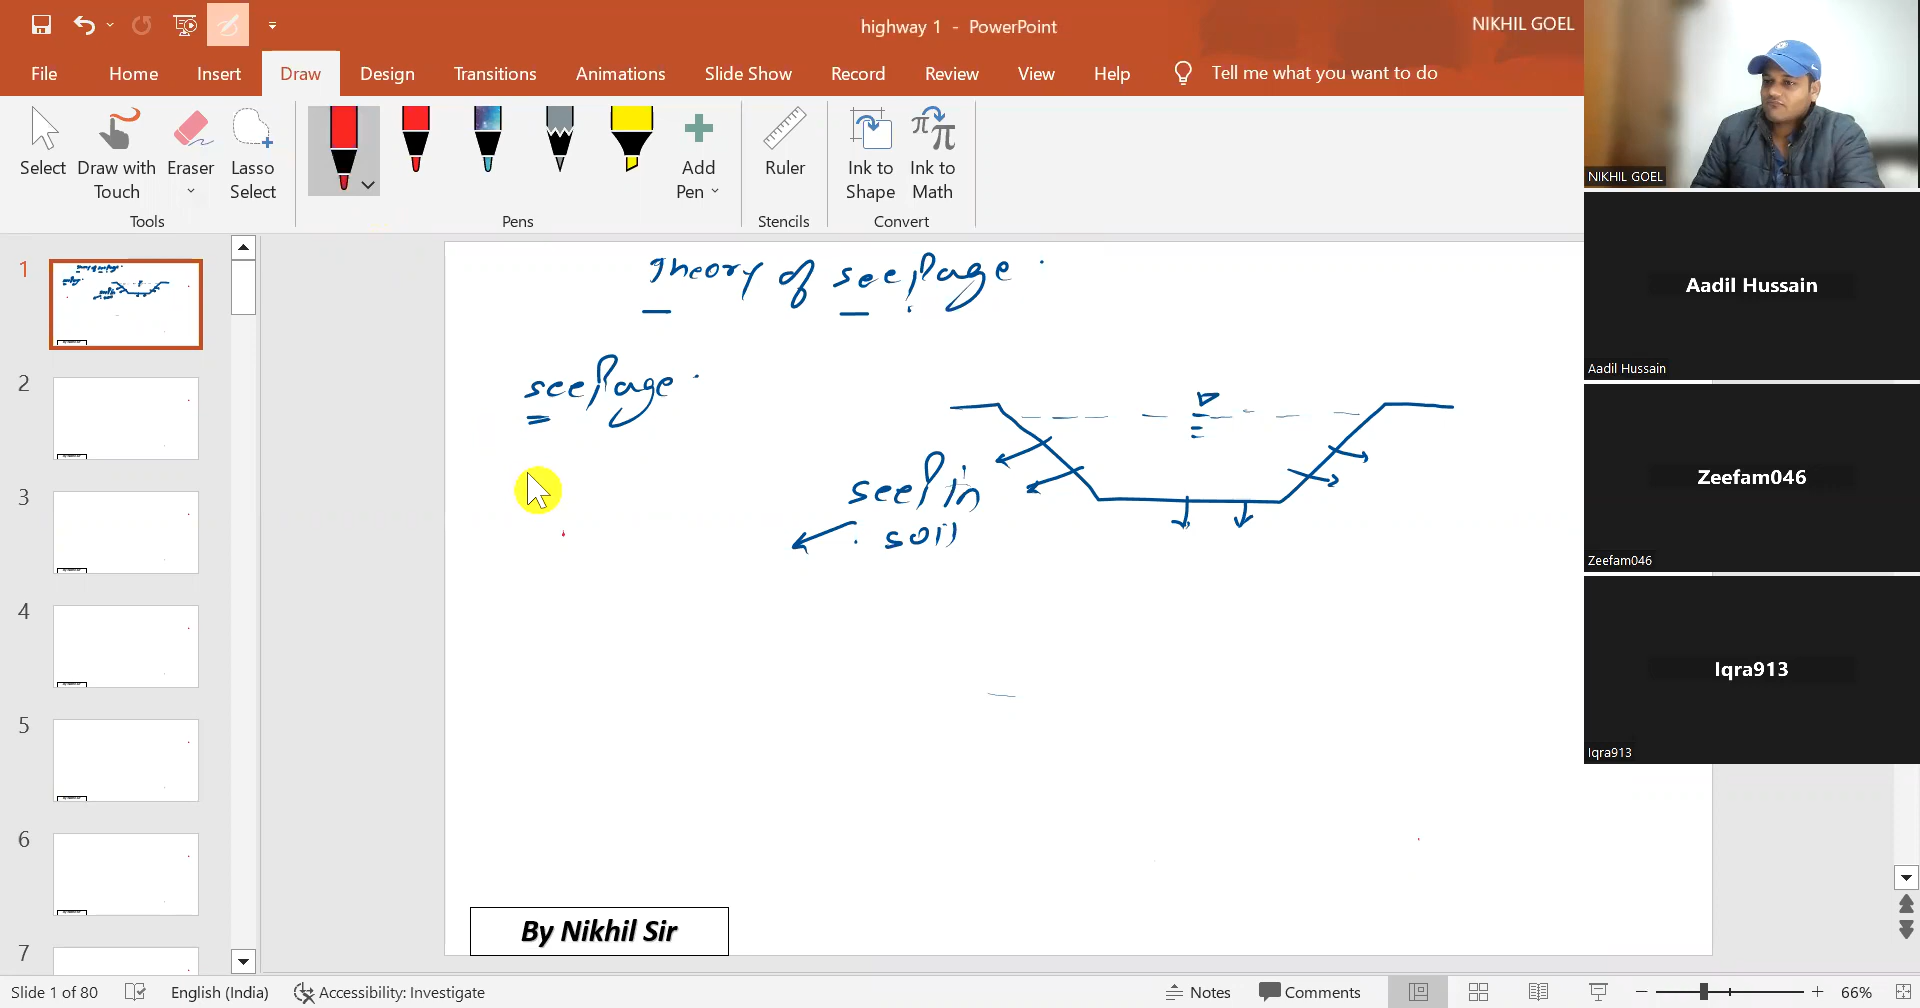 highway 1 - PowerPoint
NIKHIL GOEL
File Home Insert Draw Design Transitions Animations Slide Show Record Review View Help Tell me what you want to do
Select
Draw with Touch
Eraser
Lasso Select
Add Pen
Ruler
Ink to Shape
Ink to Math
Tools
Pens
Stencils
Convert
NIKHIL GOEL
Aadil Hussain
Aadil Hussain
Zeefam046
Zeefam046
Iqra913
Iqra913
1
2
3
4
5
6
7
Theory of seepage.
seepage.
seep in
soil
By Nikhil Sir
Slide 1 of 80
English (India)
Accessibility: Investigate
Notes
Comments
66%